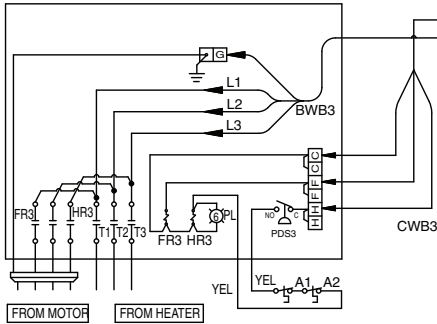 G
L1
BWB3
L2
L3
C
C
F
F
H
H
FR3
HR3
T1
T2
T3
6
PL
NO
C
PDS3
FR3
HR3
CWB3
YEL
YEL
A1
A2
FROM MOTOR
FROM HEATER